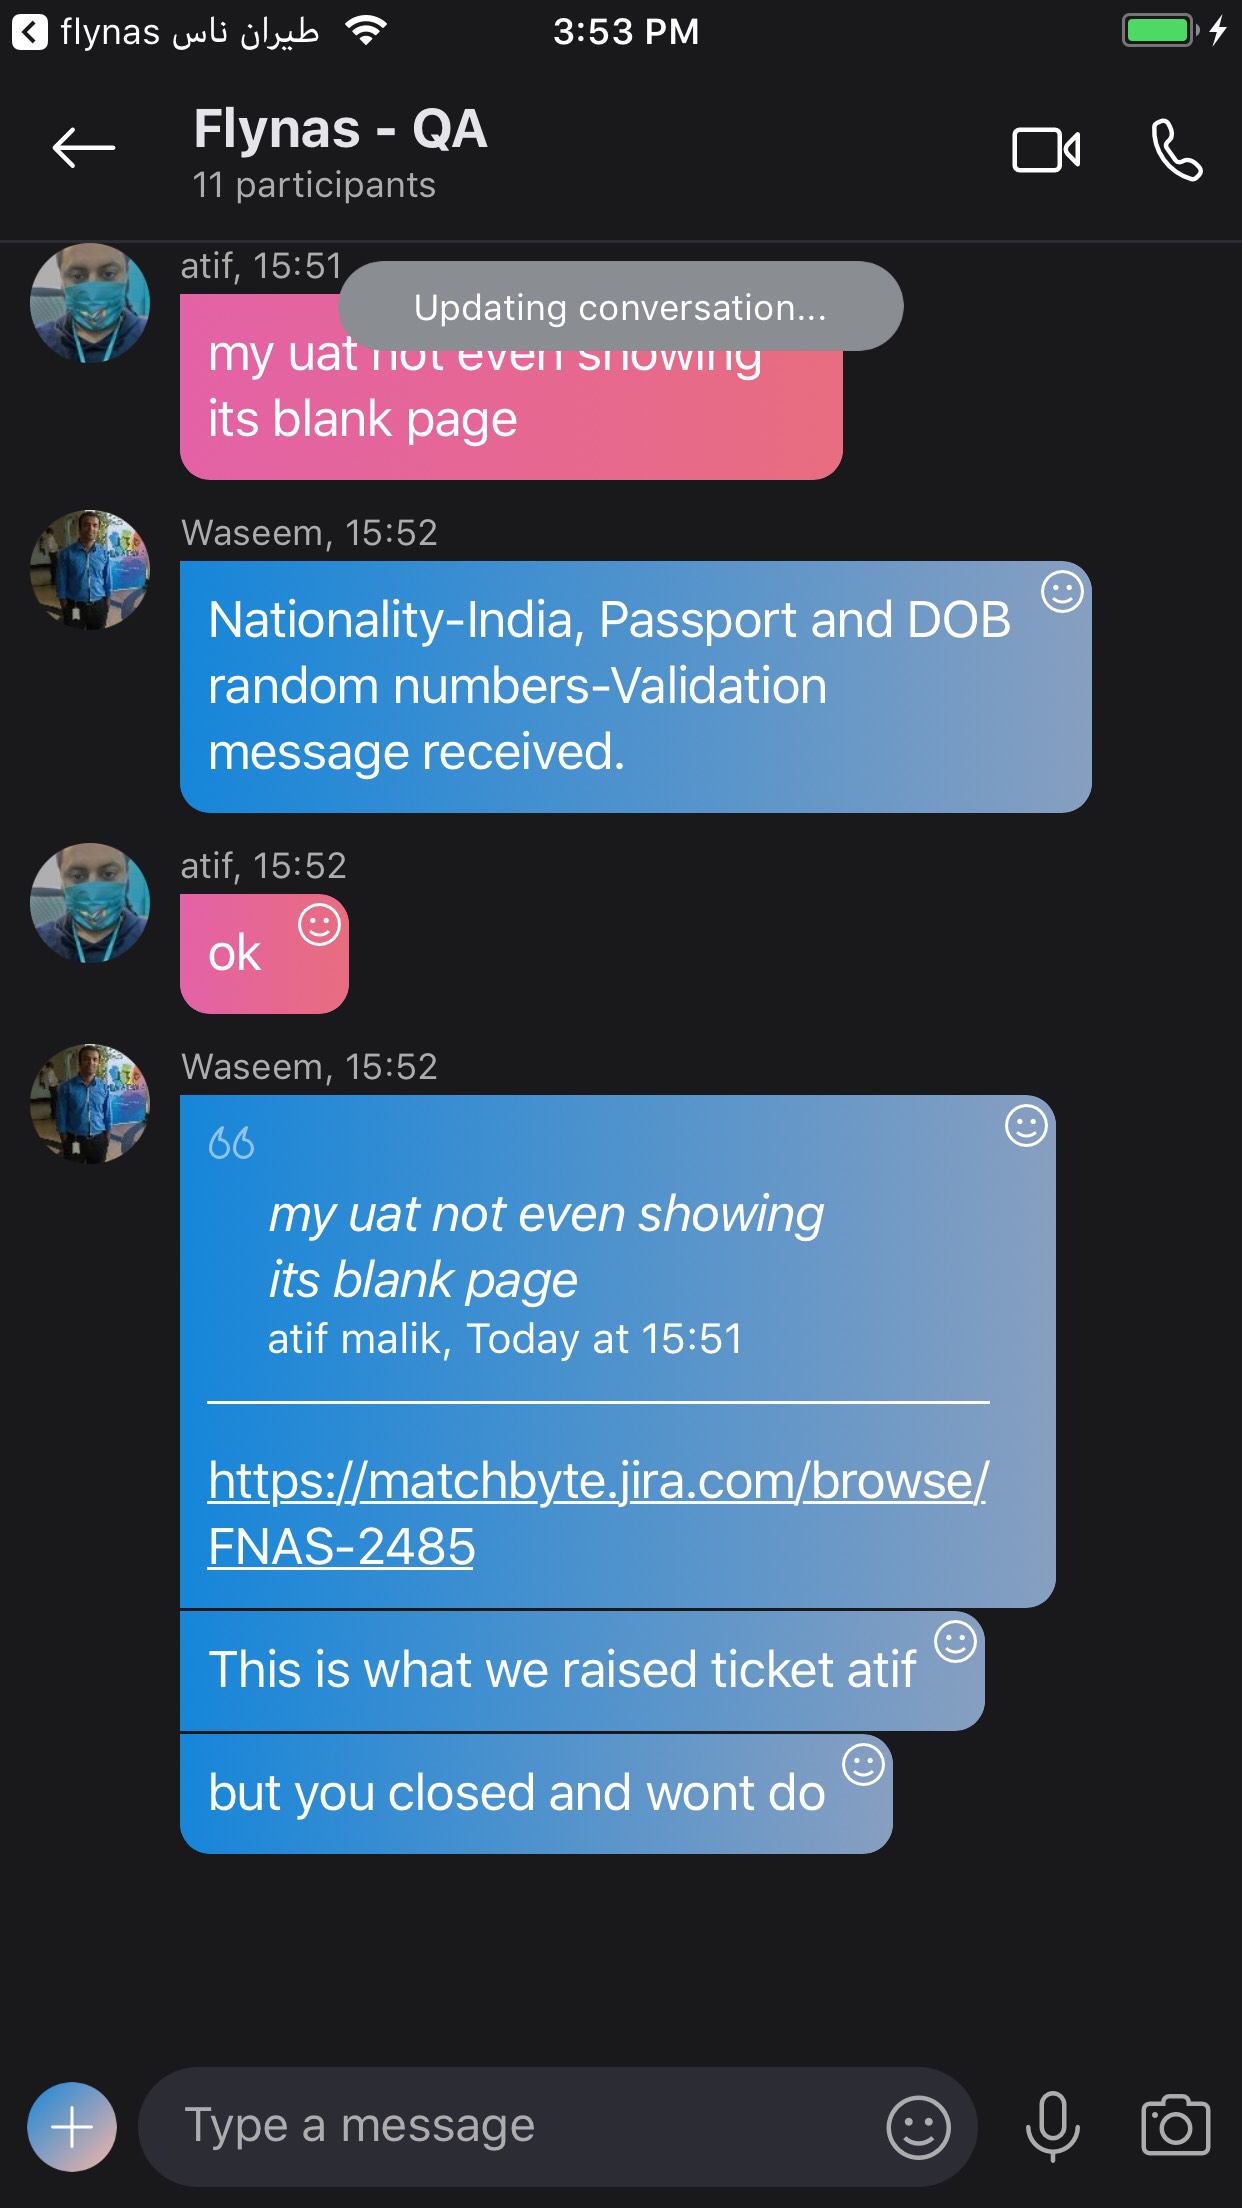 flynas طيران ناس
3:53 PM
Flynas - QA
11 participants
atif, 15:51
Updating conversation...
my uat not even showing
its blank page
Waseem, 15:52
Nationality-India, Passport and DOB
random numbers-Validation
message received.
atif, 15:52
ok
Waseem, 15:52
my uat not even showing
its blank page
atif malik, Today at 15:51
https://matchbyte.jira.com/browse/
FNAS-2485
This is what we raised ticket atif
but you closed and wont do
Type a message